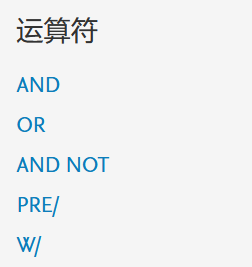 运算符
AND
OR
AND NOT
PRE/
W/